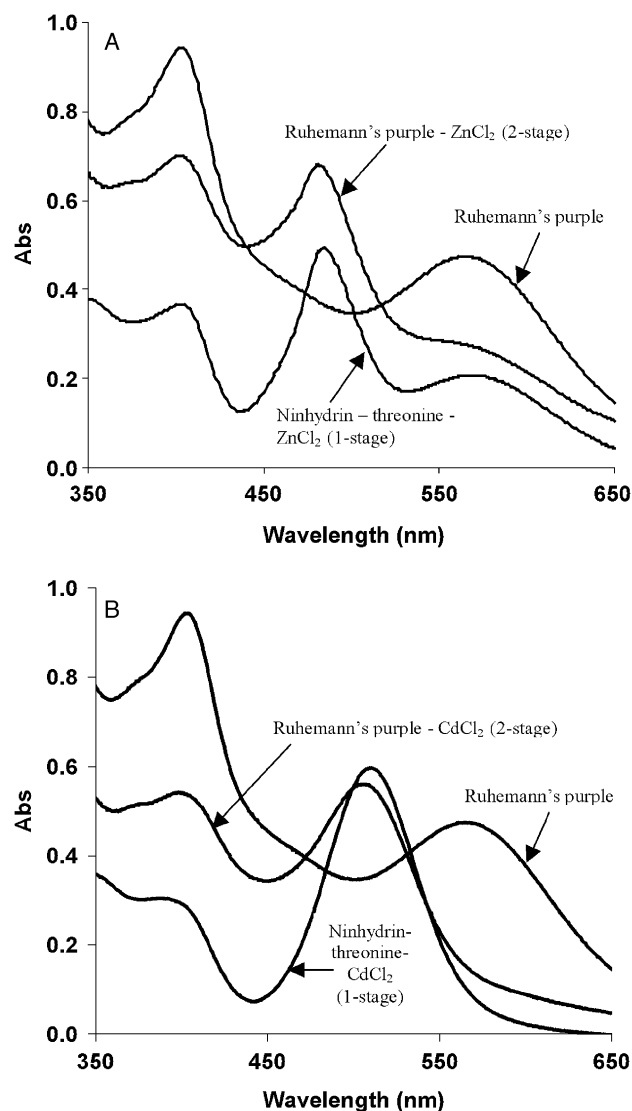 1.0
A
0.8
Ruhemann's purple - ZnCl₂ (2-stage)
Ruhemann's purple
0.6
Abs
0.4
Ninhydrin – threonine -
ZnCl₂ (1-stage)
0.2
0.0
350
450
550
650
Wavelength (nm)
1.0
B
0.8
Ruhemann's purple - CdCl₂ (2-stage)
Ruhemann's purple
0.6
Abs
0.4
Ninhydrin-
threonine-
CdCl₂
(1-stage)
0.2
0.0
350
450
550
650
Wavelength (nm)